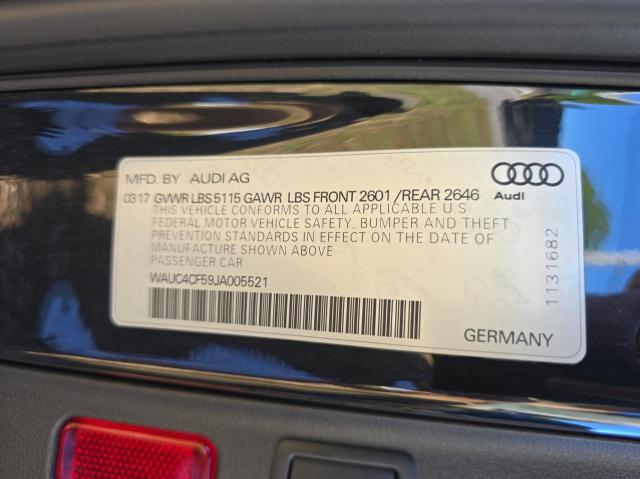 MFD. BY AUDI AG
03 17 GVWR LBS 5115 GAWR LBS FRONT 2601 /REAR 2646
THIS VEHICLE CONFORMS TO ALL APPLICABLE U.S
FEDERAL MOTOR VEHICLE SAFETY, BUMPER AND THEFT
PREVENTION STANDARDS IN EFFECT ON THE DATE OF
MANUFACTURE SHOWN ABOVE
PASSENGER CAR
WAUC4CF59JA005521
Audi
1131682
GERMANY